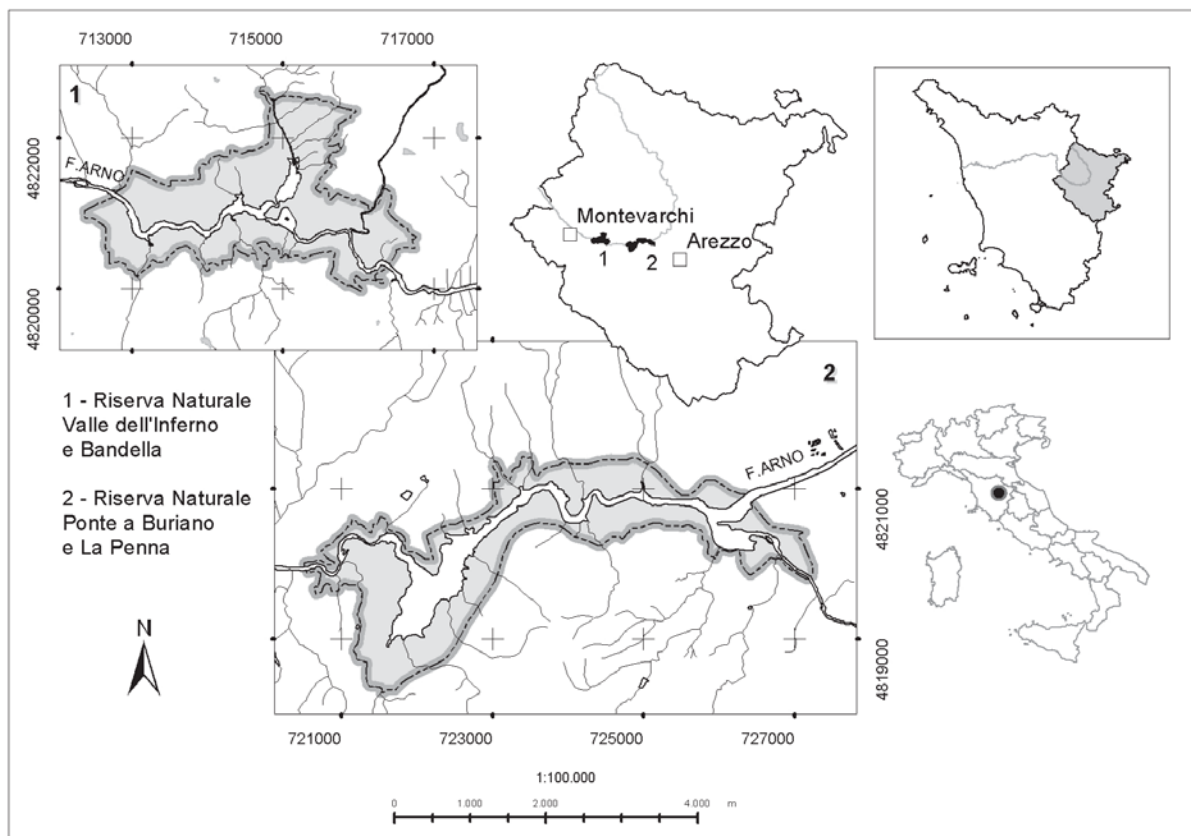 713000 715000 717000
1
F. ARNO
4822000
4820000
Montevarchi
1
2
Arezzo
1 - Riserva Naturale
Valle dell'Inferno
e Bandella
2 - Riserva Naturale
Ponte a Buriano
e La Penna
N
2
F. ARNO
4821000
4819000
721000 723000 725000 727000
1:100.000
0 1.000 2.000 4.000 m